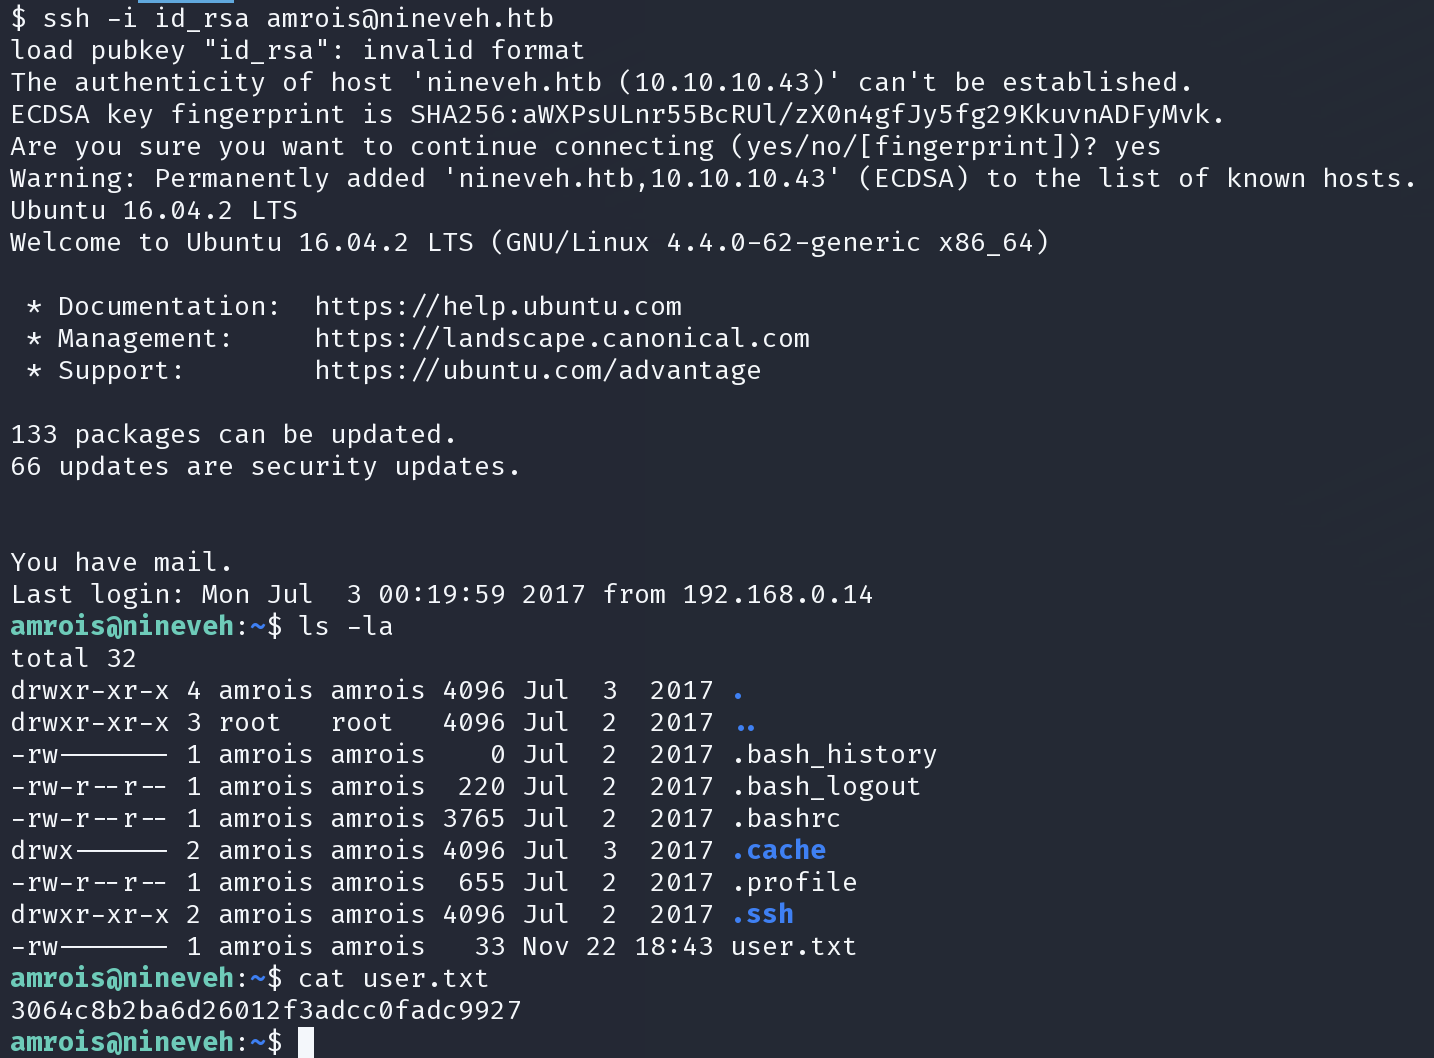 $ ssh -i id_rsa amrois@nineveh.htb
load pubkey "id_rsa": invalid format
The authenticity of host 'nineveh.htb (10.10.10.43)' can't be established.
ECDSA key fingerprint is SHA256:aWXPsULnr55BcRUl/zX0n4gfJy5fg29KkuvnADFyMvk.
Are you sure you want to continue connecting (yes/no/[fingerprint])? yes
Warning: Permanently added 'nineveh.htb,10.10.10.43' (ECDSA) to the list of known hosts.
Ubuntu 16.04.2 LTS
Welcome to Ubuntu 16.04.2 LTS (GNU/Linux 4.4.0-62-generic x86_64)
 * Documentation:  https://help.ubuntu.com
 * Management:     https://landscape.canonical.com
 * Support:        https://ubuntu.com/advantage
133 packages can be updated.
66 updates are security updates.
You have mail.
Last login: Mon Jul  3 00:19:59 2017 from 192.168.0.14
amrois@nineveh:~$ ls -la
total 32
drwxr-xr-x 4 amrois amrois 4096 Jul  3  2017 .
drwxr-xr-x 3 root   root   4096 Jul  2  2017 ..
-rw------- 1 amrois amrois    0 Jul  2  2017 .bash_history
-rw-r--r-- 1 amrois amrois  220 Jul  2  2017 .bash_logout
-rw-r--r-- 1 amrois amrois 3765 Jul  2  2017 .bashrc
drwx------ 2 amrois amrois 4096 Jul  3  2017 .cache
-rw-r--r-- 1 amrois amrois  655 Jul  2  2017 .profile
drwxr-xr-x 2 amrois amrois 4096 Jul  2  2017 .ssh
-rw------- 1 amrois amrois   33 Nov 22 18:43 user.txt
amrois@nineveh:~$ cat user.txt
3064c8b2ba6d26012f3adcc0fadc9927
amrois@nineveh:~$